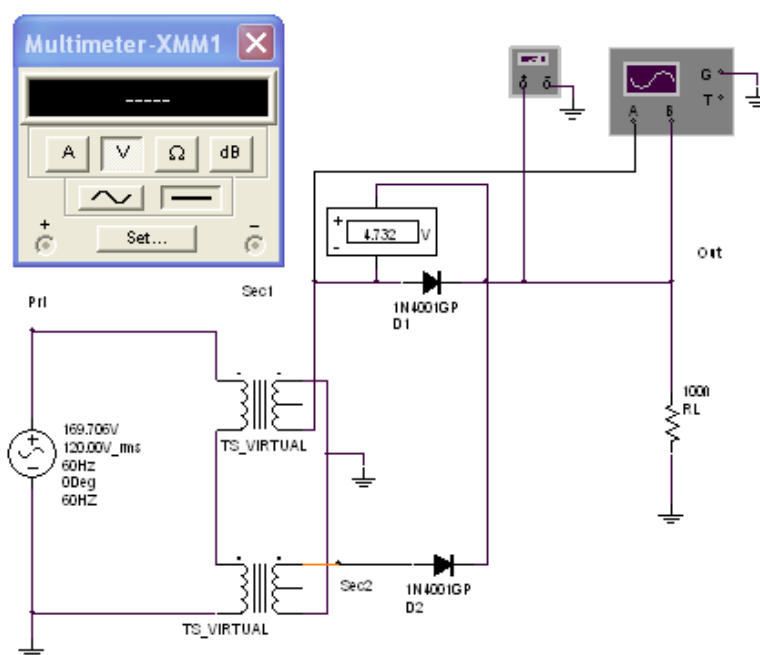 Multimeter-XMM1
-----
A V Ω dB
+ Set... -
G
T
A B
+
-
4.732 V
Out
Sec1
Pri
1N4001GP
D1
100Ω
RL
169.706V
120.00V_rms
60Hz
0Deg
60HZ
TS_VIRTUAL
Sec2
1N4001GP
D2
TS_VIRTUAL